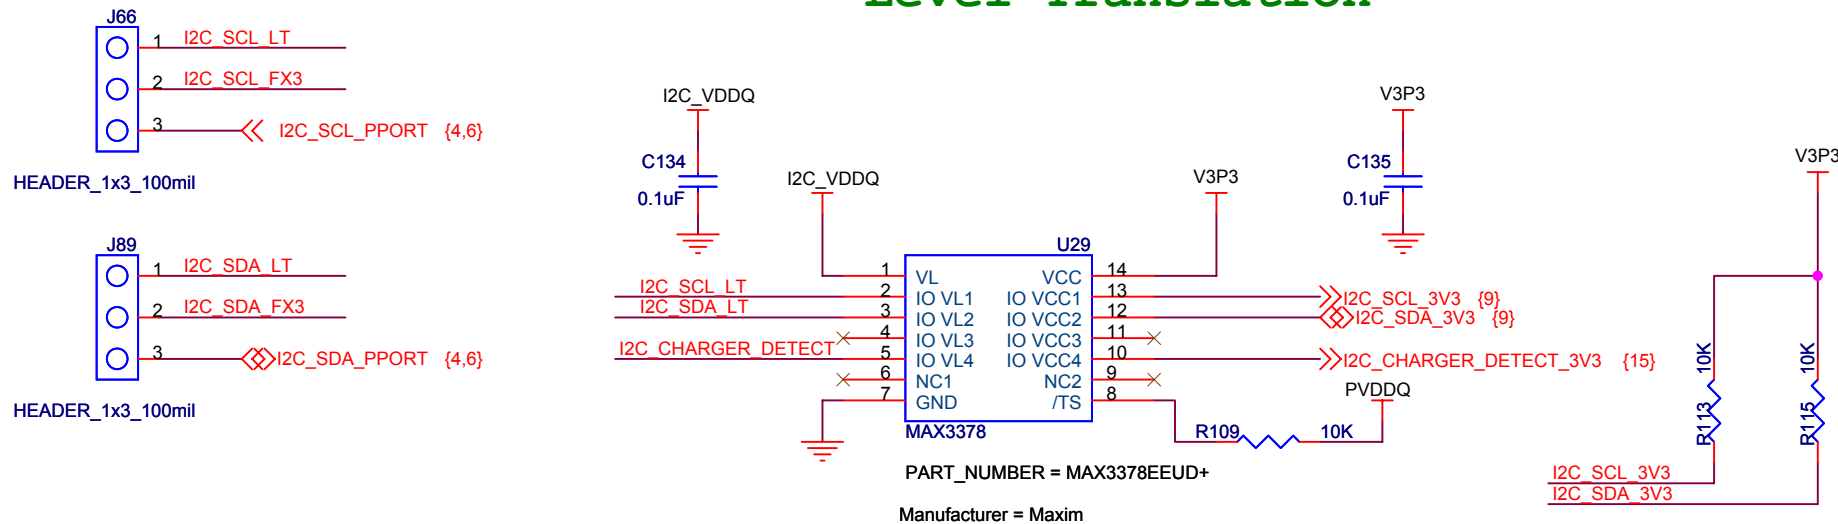 Level Translation
J66
1 I2C_SCL_LT
2 I2C_SCL_FX3
3 I2C_SCL_PPORT {4,6}
HEADER_1x3_100mil
J89
1 I2C_SDA_LT
2 I2C_SDA_FX3
3 I2C_SDA_PPORT {4,6}
HEADER_1x3_100mil
I2C_VDDQ
C134
0.1uF
I2C_VDDQ
V3P3
V3P3
C135
0.1uF
U29
1 VL VCC 14
I2C_SCL_LT 2 IO VL1 IO VCC1 13 I2C_SCL_3V3 {9}
I2C_SDA_LT 3 IO VL2 IO VCC2 12 I2C_SDA_3V3 {9}
4 IO VL3 IO VCC3 11
I2C_CHARGER_DETECT 5 IO VL4 IO VCC4 10 I2C_CHARGER_DETECT_3V3 {15}
6 NC1 NC2 9
7 GND /TS 8
PVDDQ
MAX3378
R109 10K
PART_NUMBER = MAX3378EEUD+
Manufacturer = Maxim
V3P3
R113 10K
R115 10K
I2C_SCL_3V3
I2C_SDA_3V3